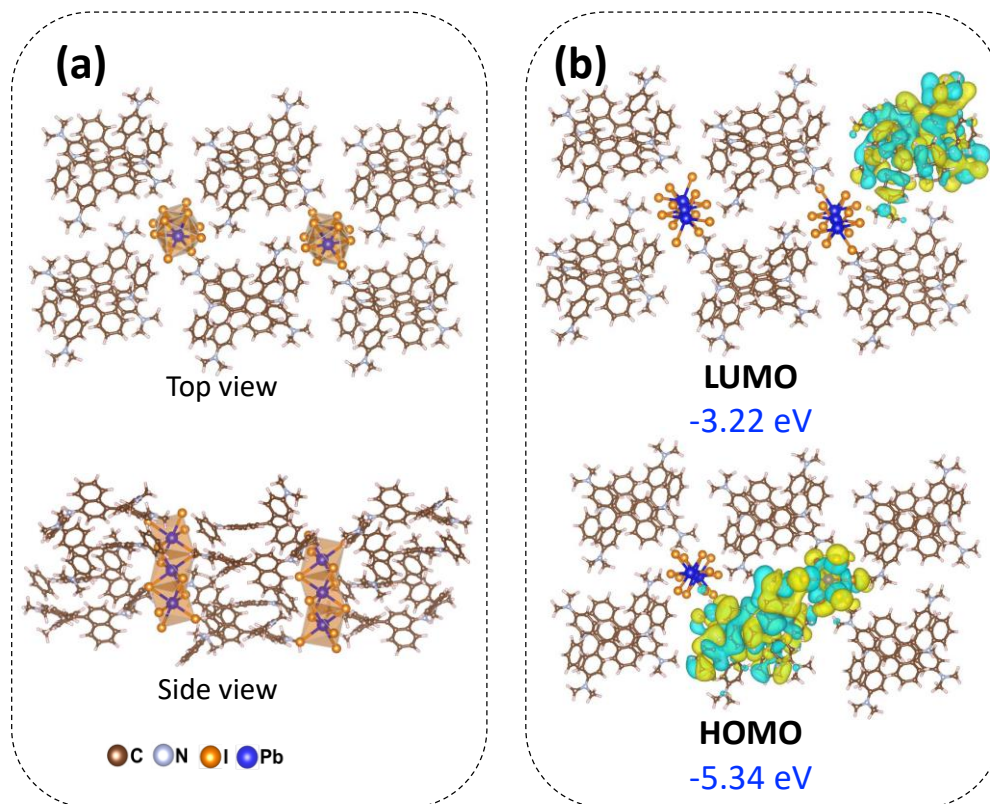 (a)
Top view
Side view
C N I Pb
(b)
LUMO
-3.22 eV
HOMO
-5.34 eV